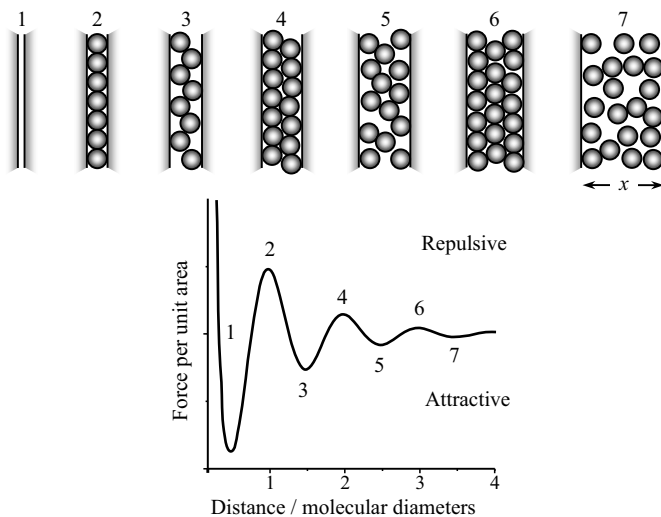 1 2 3 4 5 6 7
x
Force per unit area
Repulsive
2
4
6
1
3
5
7
Attractive
1 2 3 4
Distance / molecular diameters